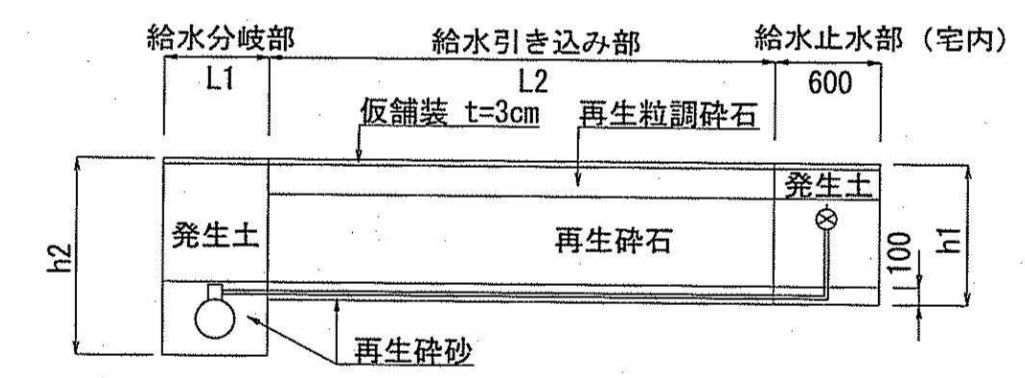 給水分岐部 給水引き込み部 給水止水部 (宅内)
L1 L2 600
仮舗装 t=3cm 再生粒調砕石
発生土
発生土 再生砕石
h2 100 h1
再生砕砂